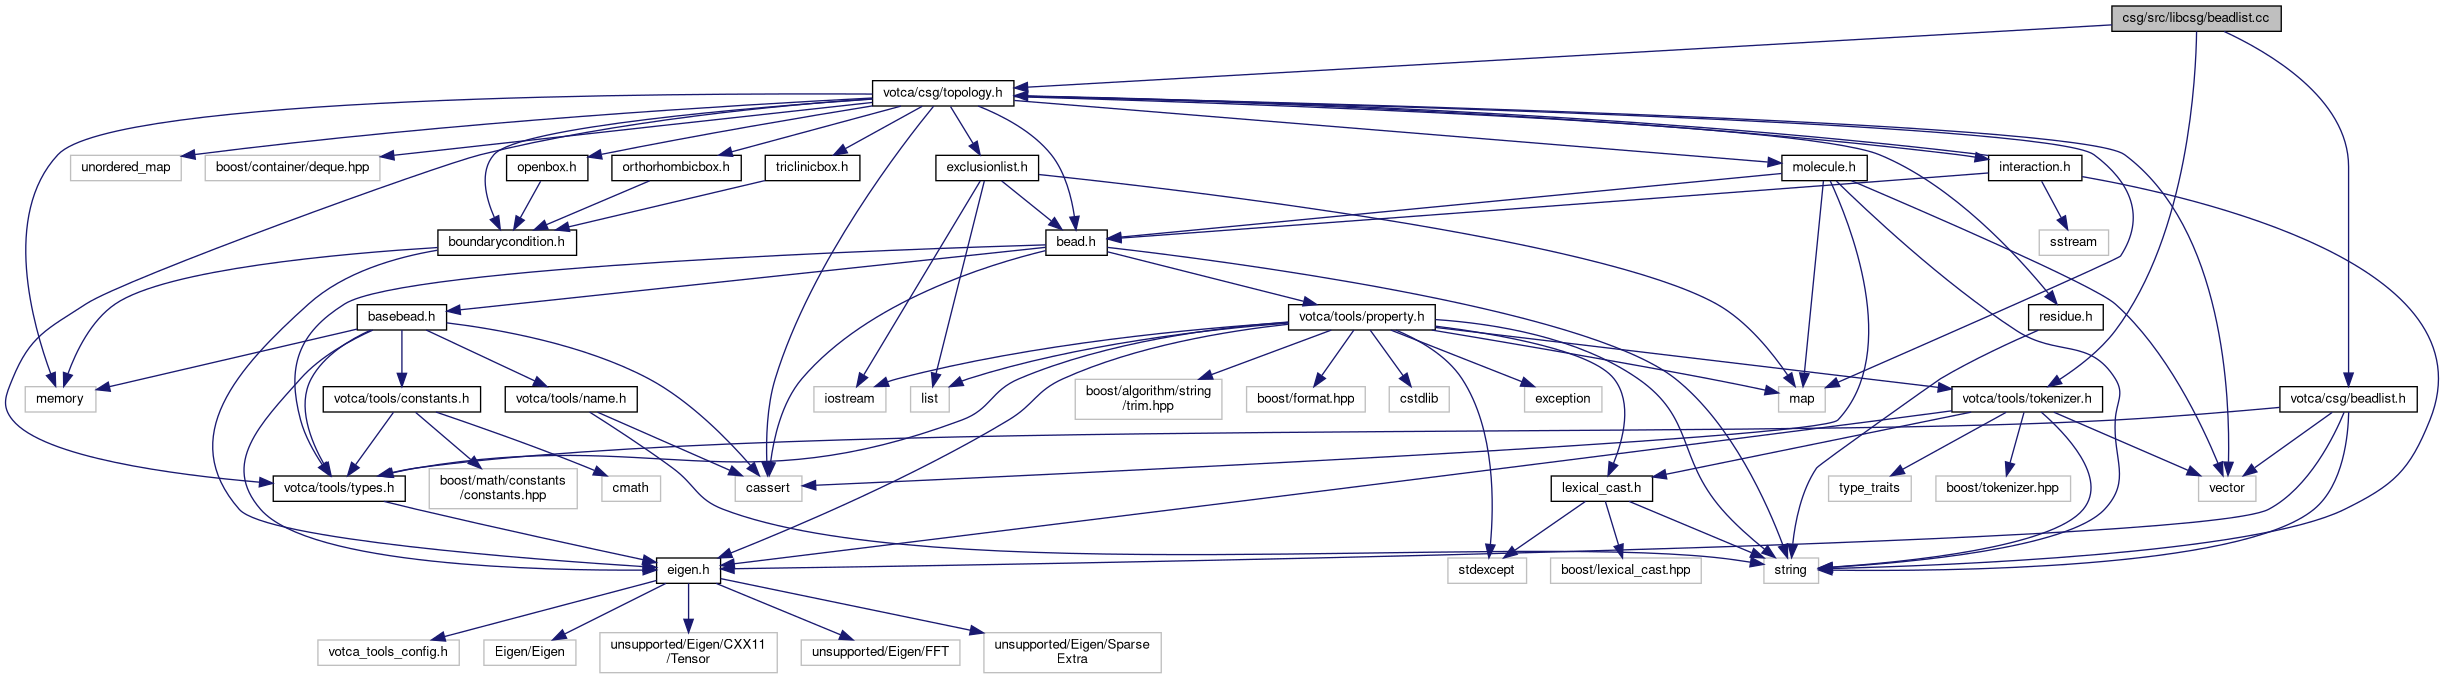 csg/src/libcsg/beadlist.cc
votca/csg/topology.h
unordered_map
boost/container/deque.hpp
openbox.h
orthorhombicbox.h
triclinicbox.h
exclusionlist.h
molecule.h
interaction.h
boundarycondition.h
bead.h
sstream
basebead.h
votca/tools/property.h
residue.h
memory
votca/tools/constants.h
votca/tools/name.h
iostream
list
boost/algorithm/string
/trim.hpp
boost/format.hpp
cstdlib
exception
map
votca/tools/tokenizer.h
votca/csg/beadlist.h
votca/tools/types.h
boost/math/constants
/constants.hpp
cmath
cassert
lexical_cast.h
type_traits
boost/tokenizer.hpp
vector
eigen.h
stdexcept
boost/lexical_cast.hpp
string
votca_tools_config.h
Eigen/Eigen
unsupported/Eigen/CXX11
/Tensor
unsupported/Eigen/FFT
unsupported/Eigen/Sparse
Extra